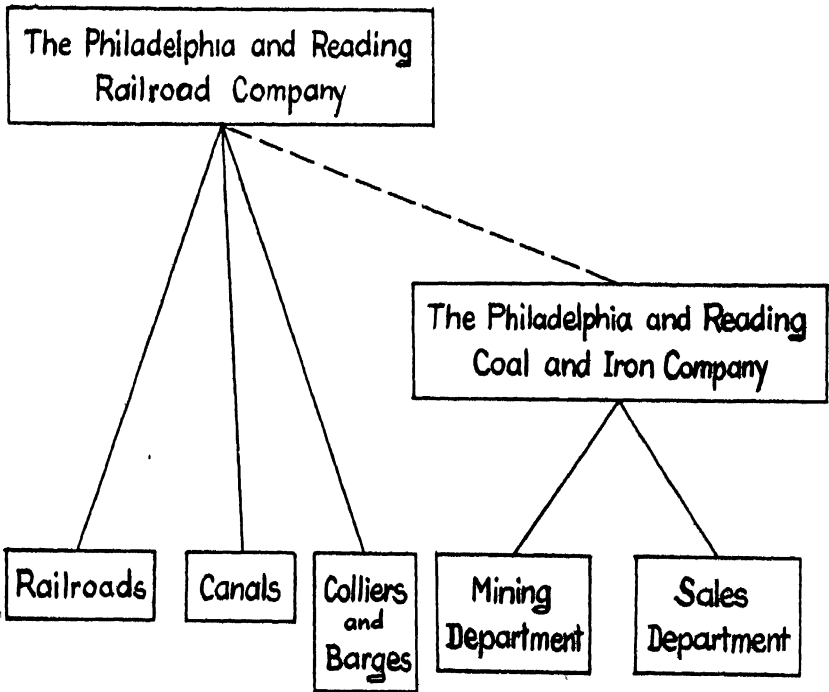 The Philadelphia and Reading
Railroad Company
The Philadelphia and Reading
Coal and Iron Company
Railroads
Canals
Colliers
and
Barges
Mining
Department
Sales
Department